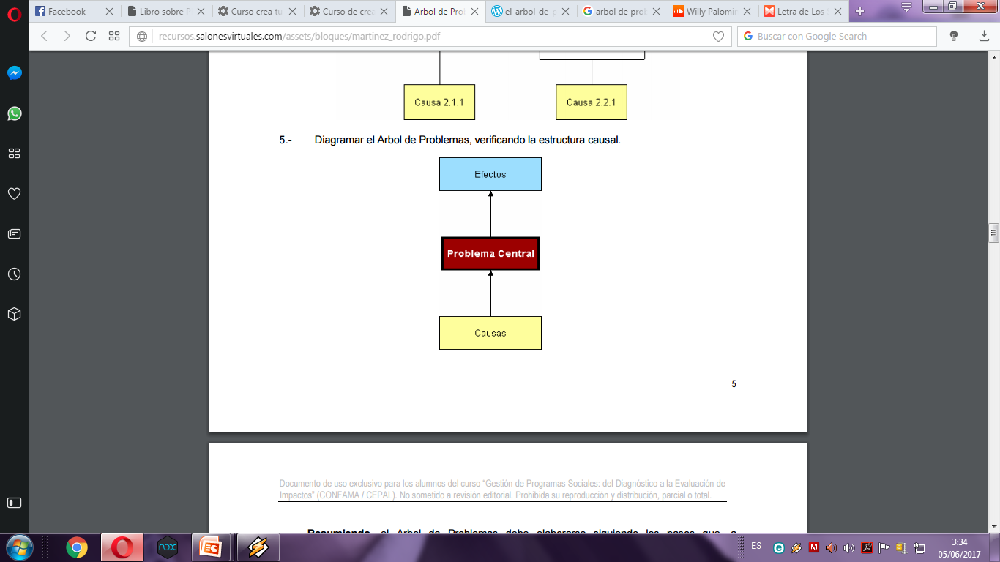 Facebook
Libro sobre P
Curso crea tu
Curso de crea
Arbol de Prol
el-arbol-de-p
arbol de prob
Willy Palomin
Letra de Los
recursos.salonesvirtuales.com/assets/bloques/martinez_rodrigo.pdf
Buscar con Google Search
Causa 2.1.1
Causa 2.2.1
5.- Diagramar el Arbol de Problemas, verificando la estructura causal.
Efectos
Problema Central
Causas
5
Documento de uso exclusivo para los alumnos del curso “Gestión de Programas Sociales: del Diagnóstico a la Evaluación de
Impactos” (CONFAMA / CEPAL). No sometido a revisión editorial. Prohibida su reproducción y distribución, parcial o total.
Resumiendo, el Arbol de Problemas debe elaborarse siguiendo los pasos que a
nox
ES
3:34
05/06/2017